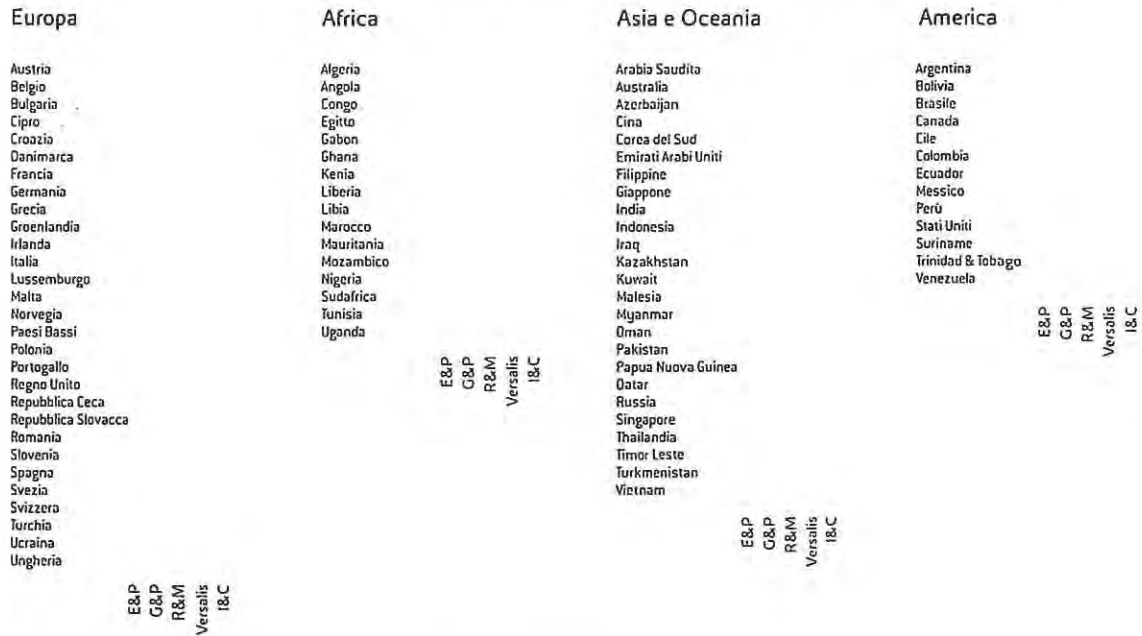 Europa
Austria
Belgio
Bulgaria
Cipro
Croazia
Danimarca
Francia
Germania
Grecia
Groenlandia
Irlanda
Italia
Lussemburgo
Malta
Norvegia
Paesi Bassi
Polonia
Portogallo
Regno Unito
Repubblica Ceca
Repubblica Slovacca
Romania
Slovenia
Spagna
Svezia
Svizzera
Turchia
Ucraina
Ungheria
E&P
G&P
R&M
Versalis
I&C
Africa
Algeria
Angola
Congo
Egitto
Gabon
Ghana
Kenia
Liberia
Libia
Marocco
Mauritania
Mozambico
Nigeria
Sudafrica
Tunisia
Uganda
E&P
G&P
R&M
Versalis
I&C
Asia e Oceania
Arabia Saudita
Australia
Azerbaijan
Cina
Corea del Sud
Emirati Arabi Uniti
Filippine
Giappone
India
Indonesia
Iraq
Kazakhstan
Kuwait
Malesia
Myanmar
Oman
Pakistan
Papua Nuova Guinea
Qatar
Russia
Singapore
Thailandia
Timor Leste
Turkmenistan
Vietnam
E&P
G&P
R&M
Versalis
I&C
America
Argentina
Bolivia
Brasile
Canada
Cile
Colombia
Ecuador
Messico
Perù
Stati Uniti
Suriname
Trinidad & Tobago
Venezuela
E&P
G&P
R&M
Versalis
I&C